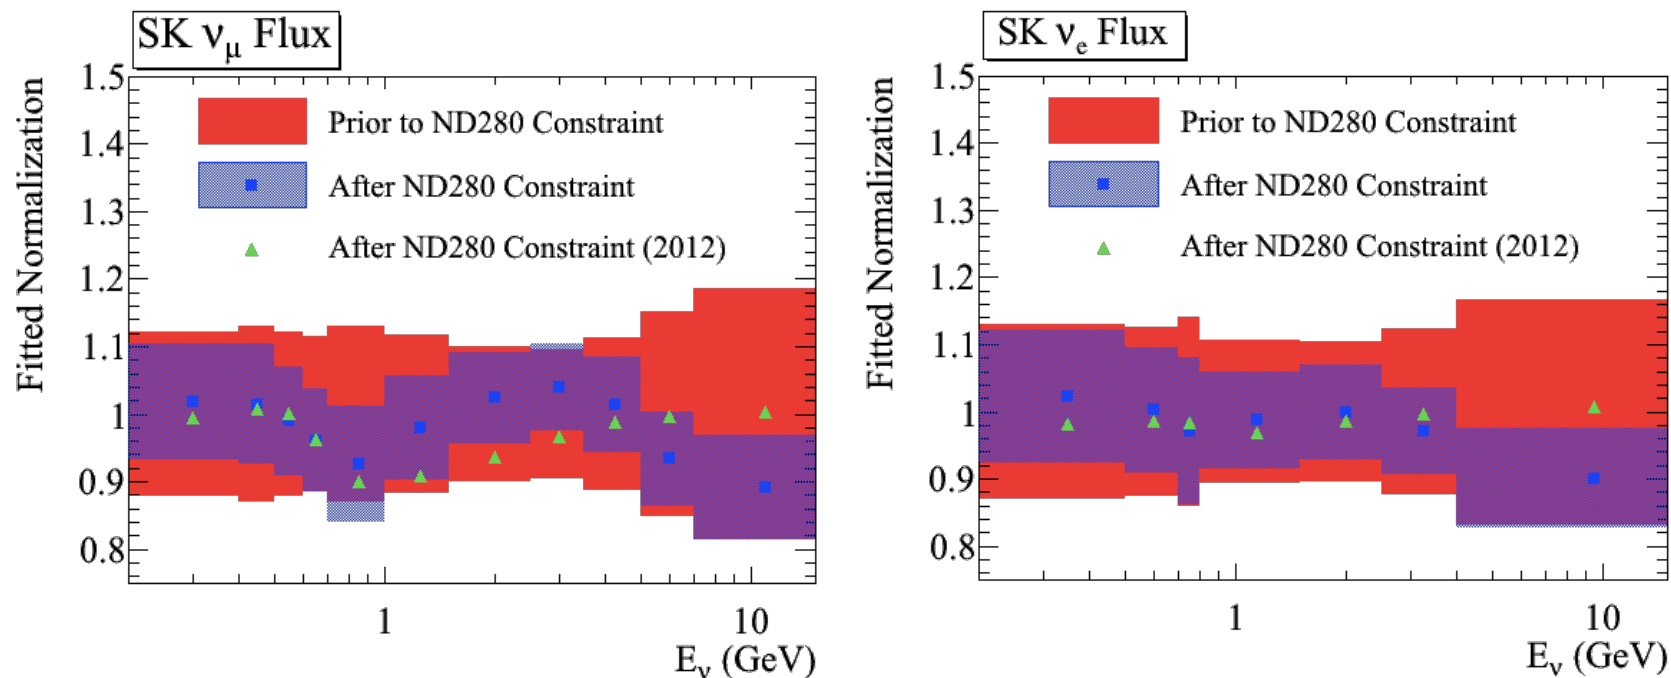 SK νμ Flux
Fitted Normalization
1.5
1.4
1.3
1.2
1.1
1
0.9
0.8
Prior to ND280 Constraint
After ND280 Constraint
After ND280 Constraint (2012)
1
10
Eν (GeV)
SK νe Flux
Fitted Normalization
1.5
1.4
1.3
1.2
1.1
1
0.9
0.8
Prior to ND280 Constraint
After ND280 Constraint
After ND280 Constraint (2012)
1
10
Eν (GeV)